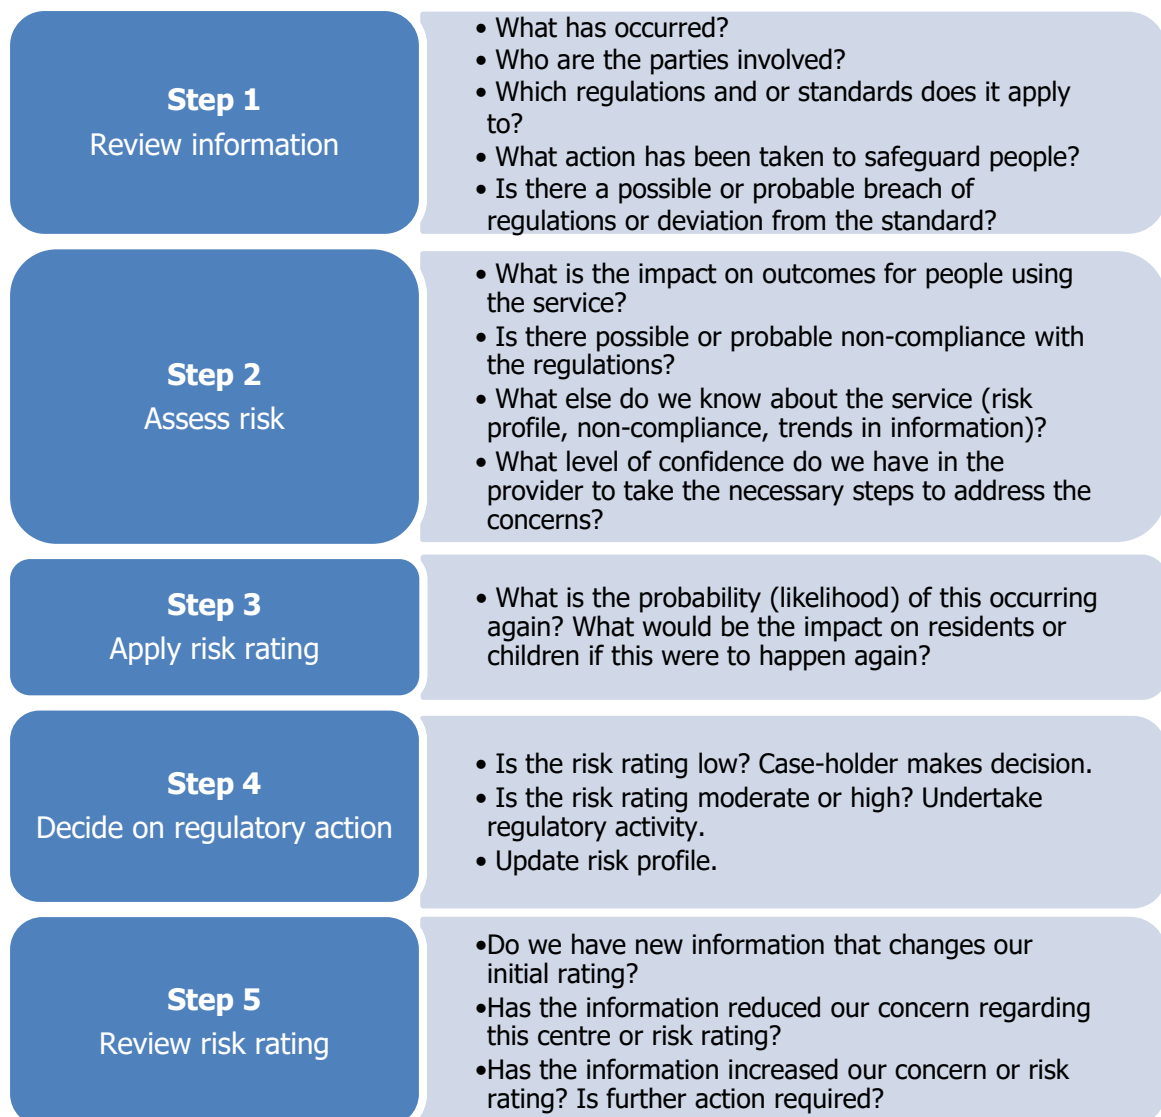 Step 1
Review information
• What has occurred?
• Who are the parties involved?
• Which regulations and or standards does it apply
to?
• What action has been taken to safeguard people?
• Is there a possible or probable breach of
regulations or deviation from the standard?
Step 2
Assess risk
• What is the impact on outcomes for people using
the service?
• Is there possible or probable non-compliance with
the regulations?
• What else do we know about the service (risk
profile, non-compliance, trends in information)?
• What level of confidence do we have in the
provider to take the necessary steps to address the
concerns?
Step 3
Apply risk rating
• What is the probability (likelihood) of this occurring
again? What would be the impact on residents or
children if this were to happen again?
Step 4
Decide on regulatory action
• Is the risk rating low? Case-holder makes decision.
• Is the risk rating moderate or high? Undertake
regulatory activity.
• Update risk profile.
Step 5
Review risk rating
•Do we have new information that changes our
initial rating?
•Has the information reduced our concern regarding
this centre or risk rating?
•Has the information increased our concern or risk
rating? Is further action required?